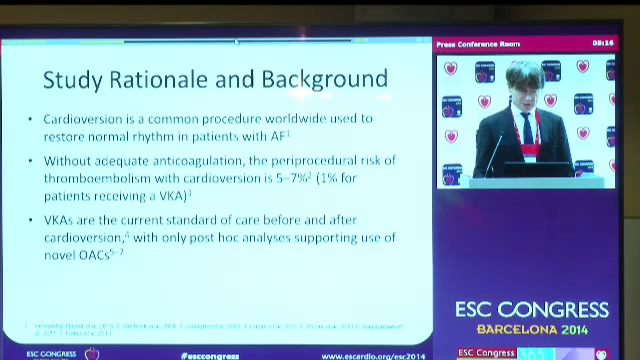 Press Conference Room 08:16
Study Rationale and Background
• Cardioversion is a common procedure worldwide used to
restore normal rhythm in patients with AF1
• Without adequate anticoagulation, the periprocedural risk of
thromboembolism with cardioversion is 5–7%2 (1% for
patients receiving a VKA)3
• VKAs are the current standard of care before and after
cardioversion,4 with only post hoc analyses supporting use of
novel OACs5–7
ESC CONGRESS
BARCELONA 2014
ESC CONGRESS
#esccongress
www.escardio.org/esc2014
ESC Congress